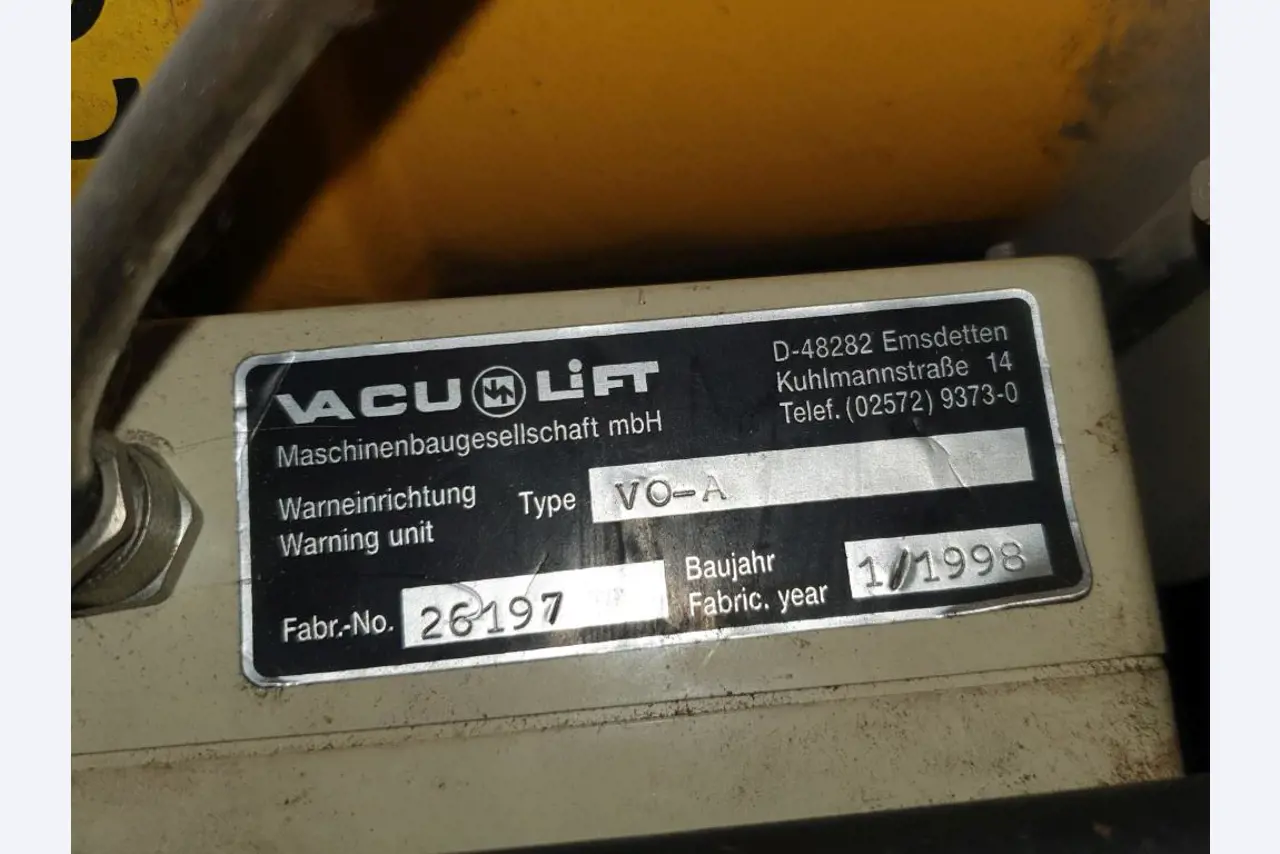 VACU LiFT
Maschinenbaugesellschaft mbH
D-48282 Emsdetten
Kuhlmannstraße 14
Telef. (02572) 9373-0
Warneinrichtung
Warning unit
Type VO-A
Fabr.-No. 26197
Baujahr
Fabric. year 1/1998